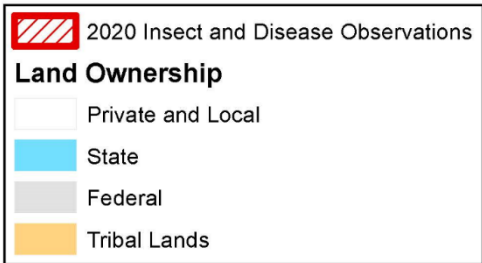 2020 Insect and Disease Observations
Land Ownership
Private and Local
State
Federal
Tribal Lands